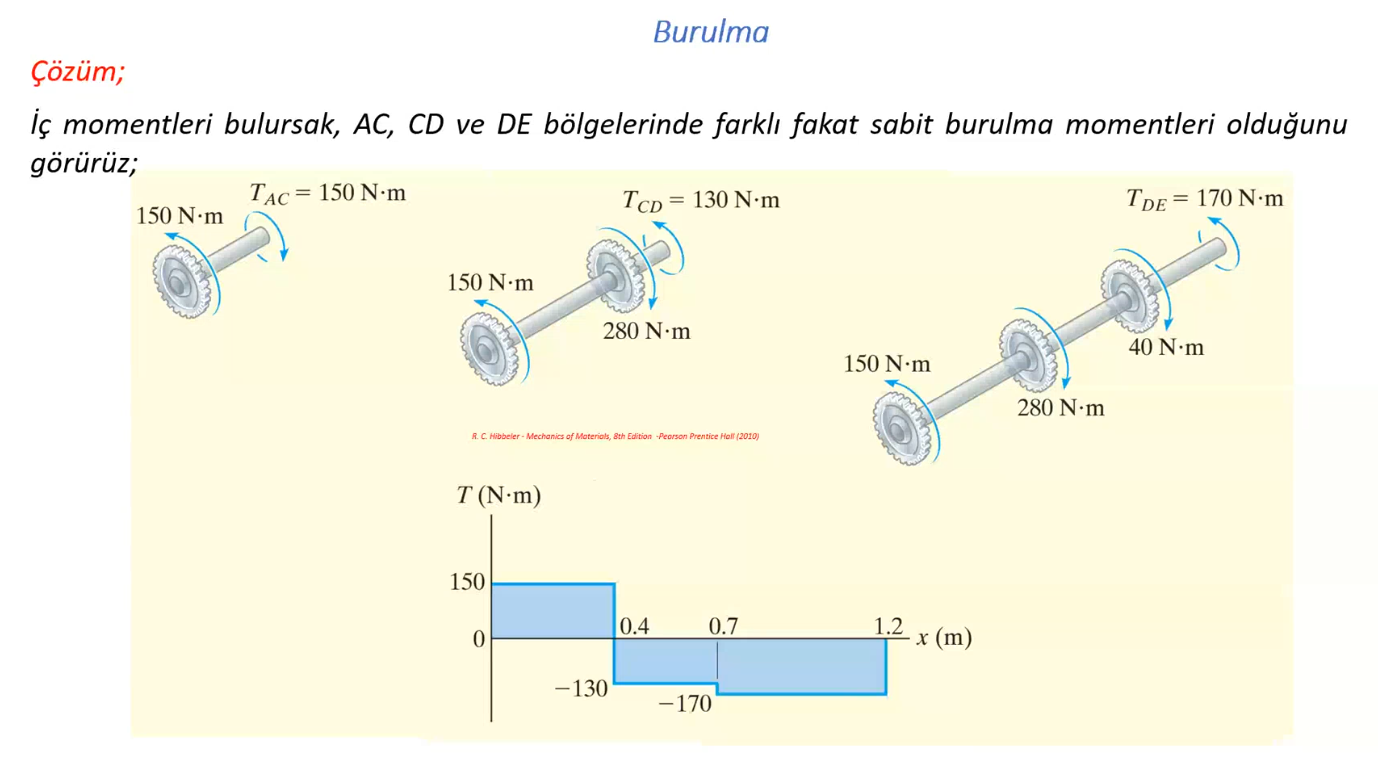 Burulma
Çözüm;
İç momentleri bulursak, AC, CD ve DE bölgelerinde farklı fakat sabit burulma momentleri olduğunu
görürüz;
T_AC = 150 N·m
150 N·m
T_CD = 130 N·m
150 N·m
280 N·m
T_DE = 170 N·m
40 N·m
150 N·m
280 N·m
R. C. Hibbeler - Mechanics of Materials, 8th Edition -Pearson Prentice Hall (2010)
T (N·m)
150
0.4 0.7 1.2
0
x (m)
−130
−170